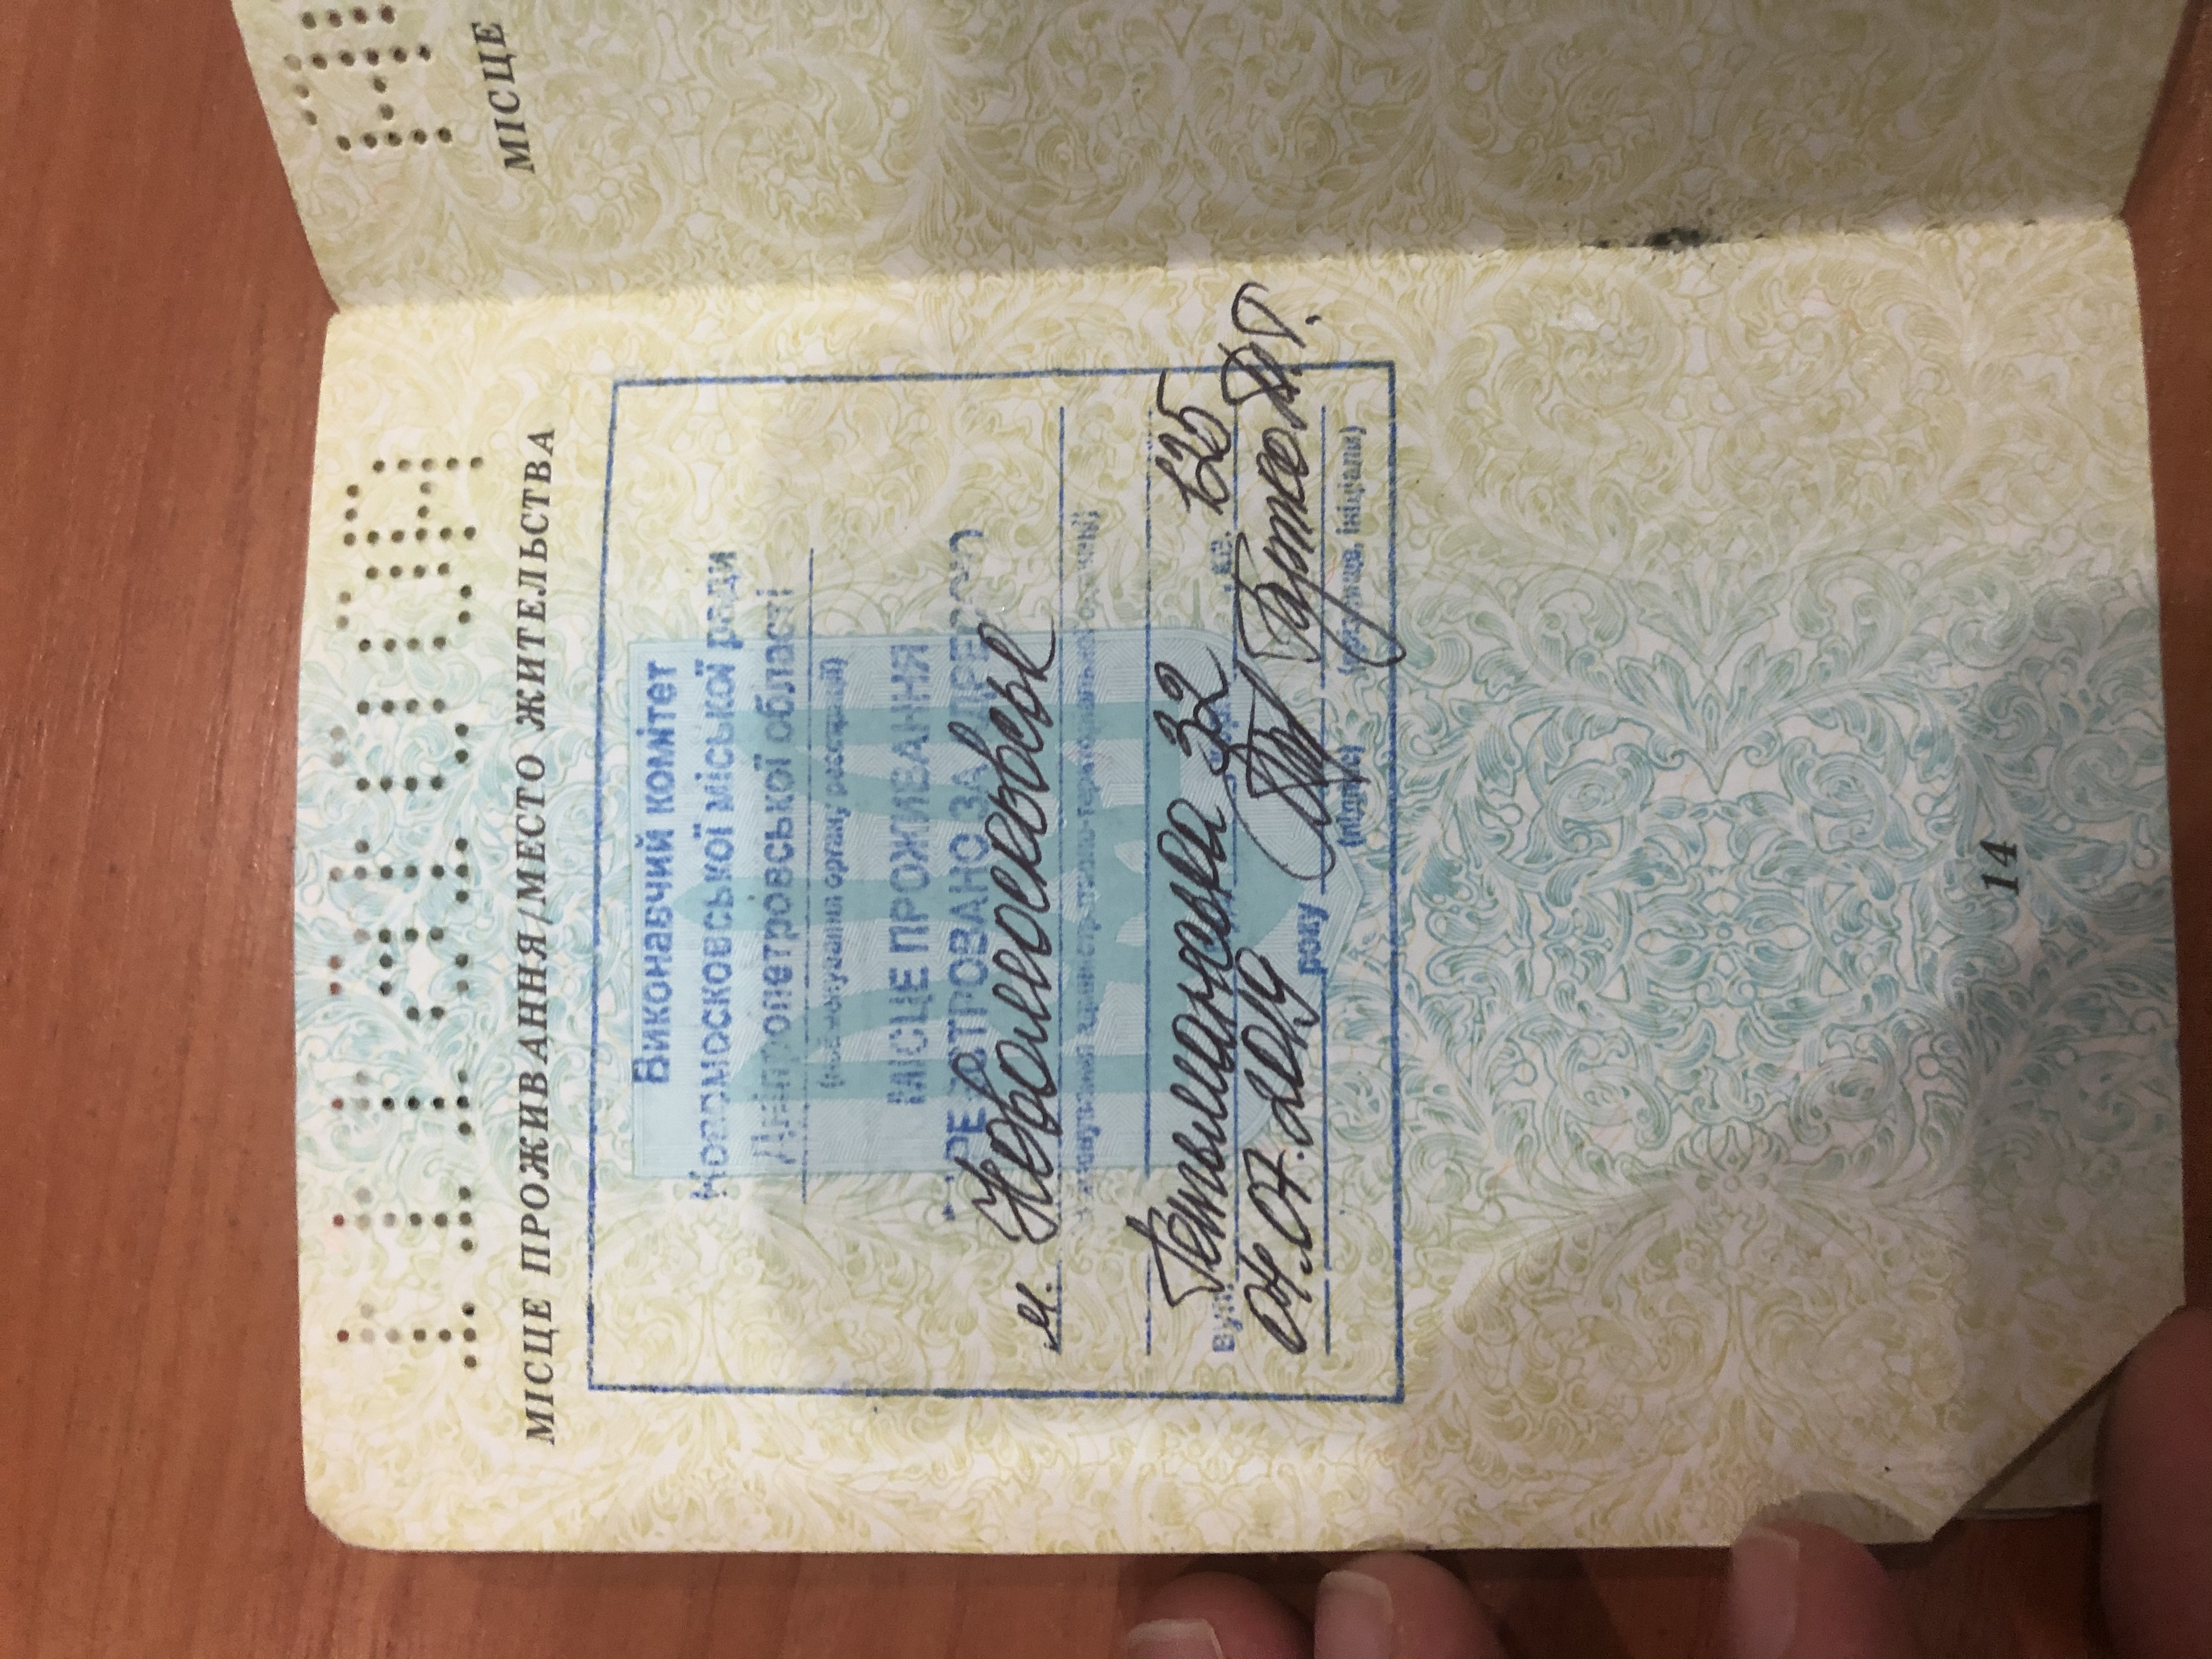 МІСЦЕ ПРОЖИВАННЯ/МЕСТО ЖИТЕЛЬСТВА
Виконавчий комітет
Новомосковської міської ради
Дніпропетровської області
(найменування органу реєстрації)
МІСЦЕ ПРОЖИВАННЯ
ЗАРЕЄСТРОВАНО ЗА АДРЕСОЮ
м. Новомосковськ
(найменування адміністративно-територіальної одиниці)
вул. Гетьманська 32 , кв. 125
04.07.2019 року
(підпис) (прізвище, ініціали)
14
МІСЦЕ